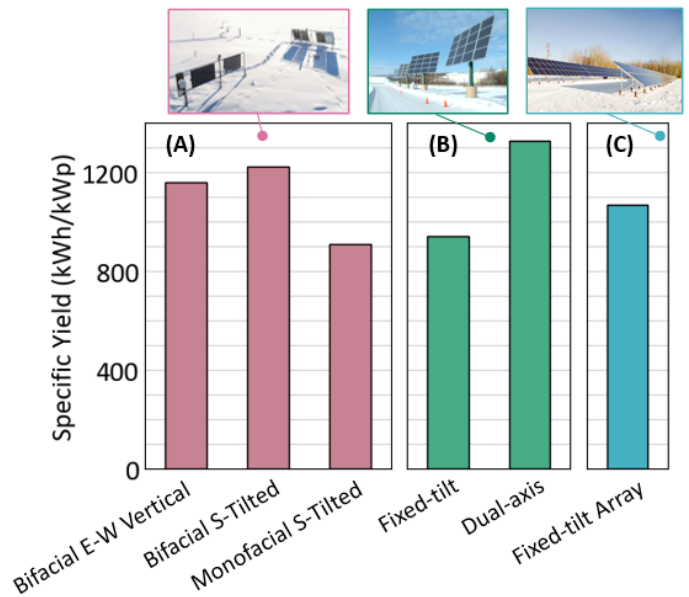 (A)
(B)
(C)
Specific Yield (kWh/kWp)
1200
800
400
0
Bifacial E-W Vertical
Bifacial S-Tilted
Monofacial S-Tilted
Fixed-tilt
Dual-axis
Fixed-tilt Array